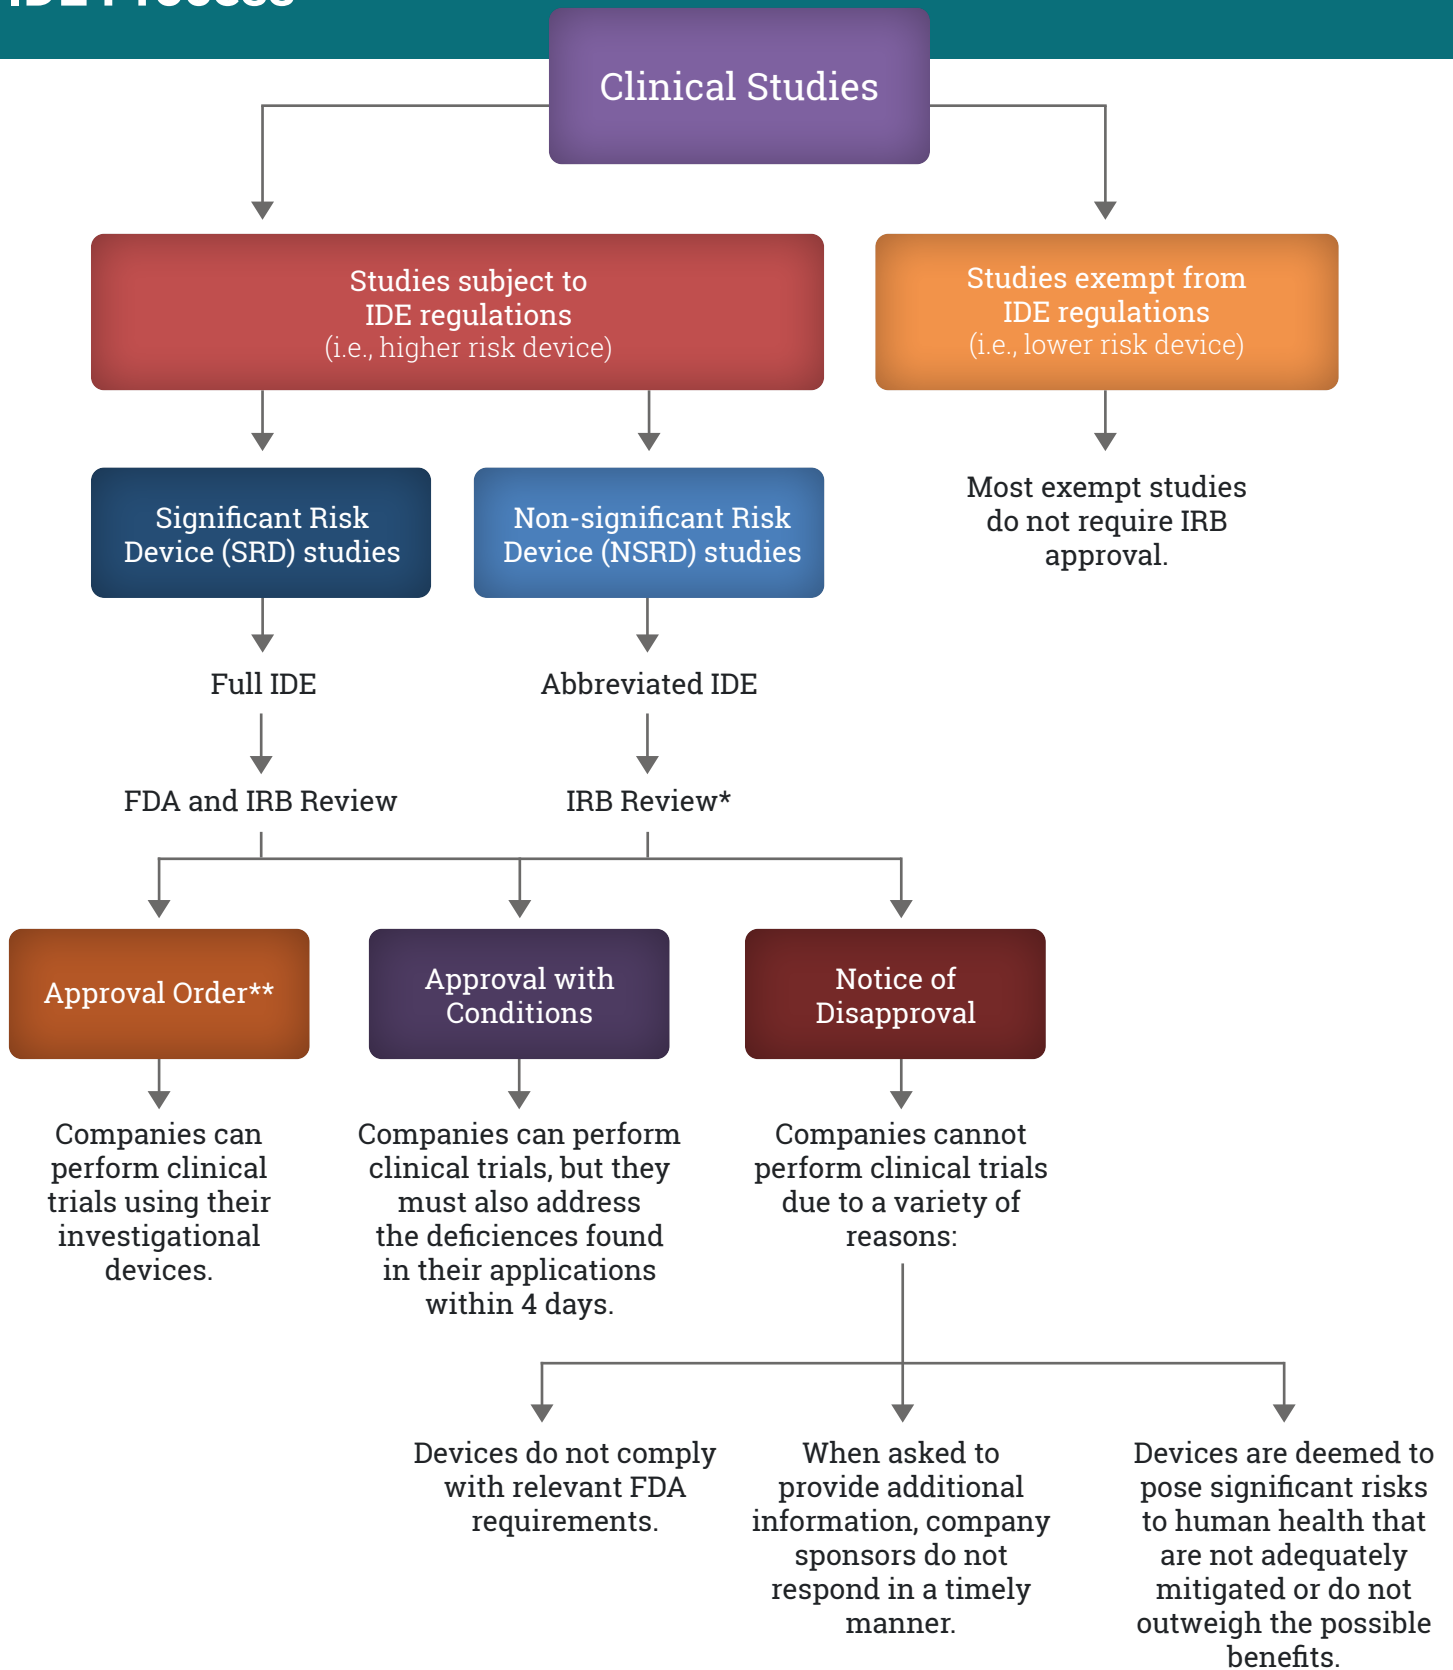 IDE Process
Clinical Studies
Studies subject to
IDE regulations
(i.e., higher risk device)
Studies exempt from
IDE regulations
(i.e., lower risk device)
Significant Risk
Device (SRD) studies
Non-significant Risk
Device (NSRD) studies
Most exempt studies
do not require IRB
approval.
Full IDE
Abbreviated IDE
FDA and IRB Review
IRB Review*
Approval Order**
Approval with
Conditions
Notice of
Disapproval
Companies can
perform clinical
trials using their
investigational
devices.
Companies can perform
clinical trials, but they
must also address
the deficiences found
in their applications
within 4 days.
Companies cannot
perform clinical trials
due to a variety of
reasons:
Devices do not comply
with relevant FDA
requirements.
When asked to
provide additional
information, company
sponsors do not
respond in a timely
manner.
Devices are deemed to
pose significant risks
to human health that
are not adequately
mitigated or do not
outweigh the possible
benefits.